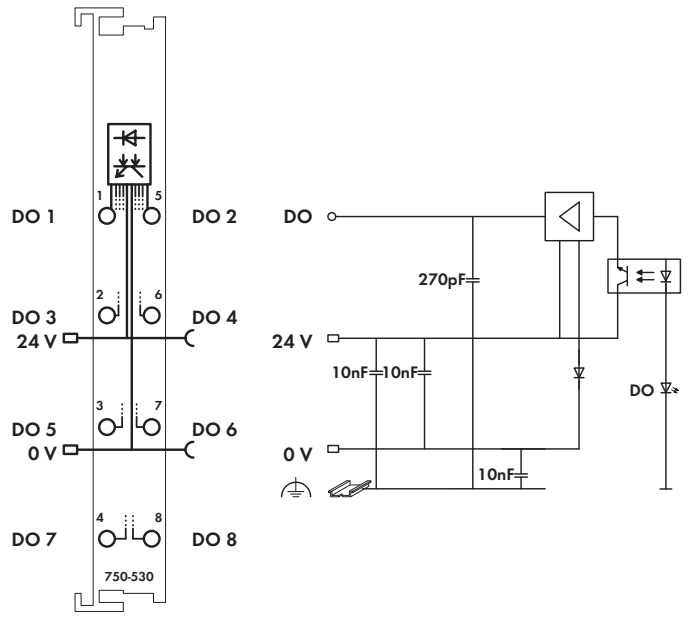 1 5
DO 1 DO 2
2 6
DO 3 DO 4
24 V
3 7
DO 5 DO 6
0 V
4 8
DO 7 DO 8
750-530
DO
270pF
24 V
10nF 10nF
DO
0 V
10nF